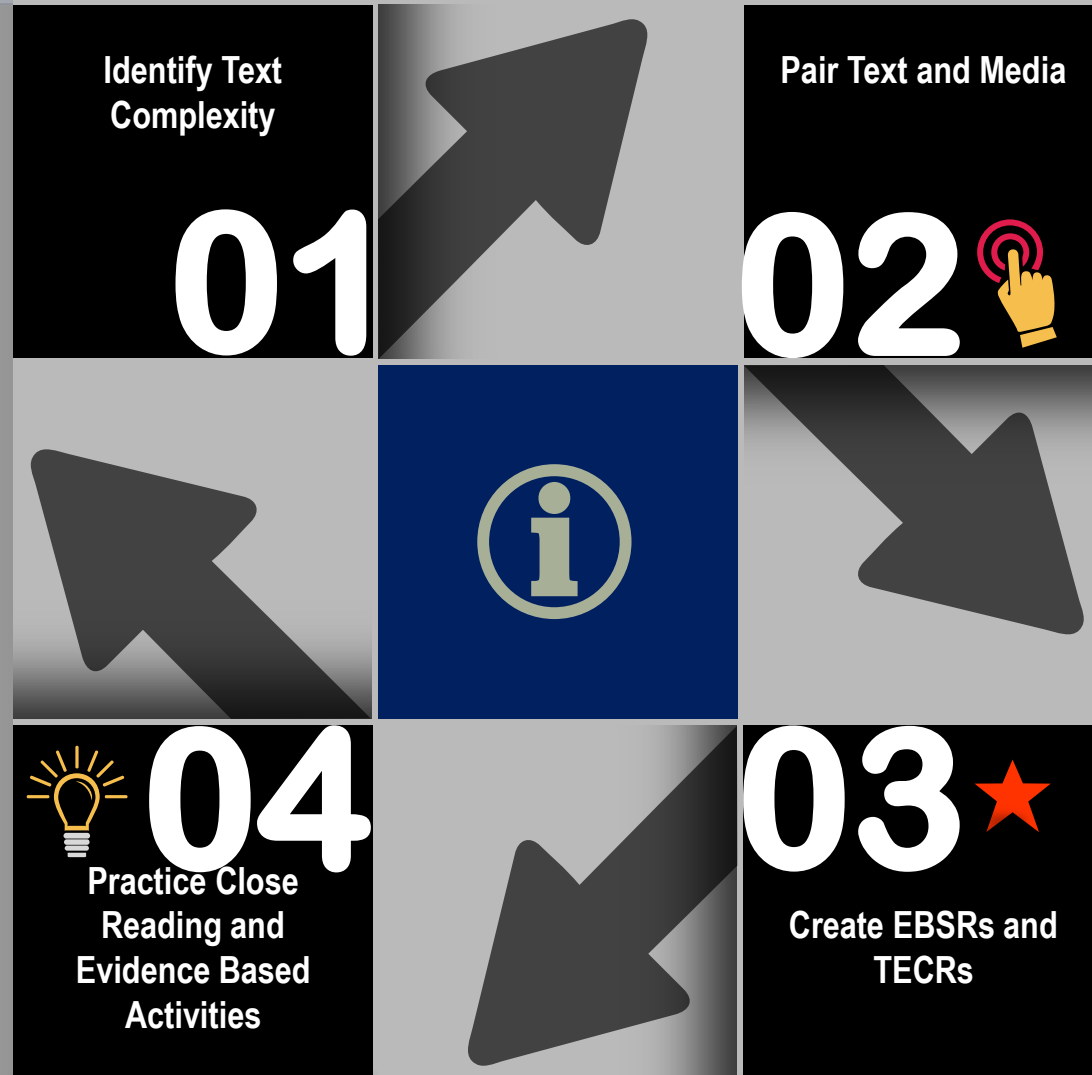 Identify Text
Complexity
01
Pair Text and Media
02
i
03
Create EBSRs and
TECRs
04
Practice Close
Reading and
Evidence Based
Activities